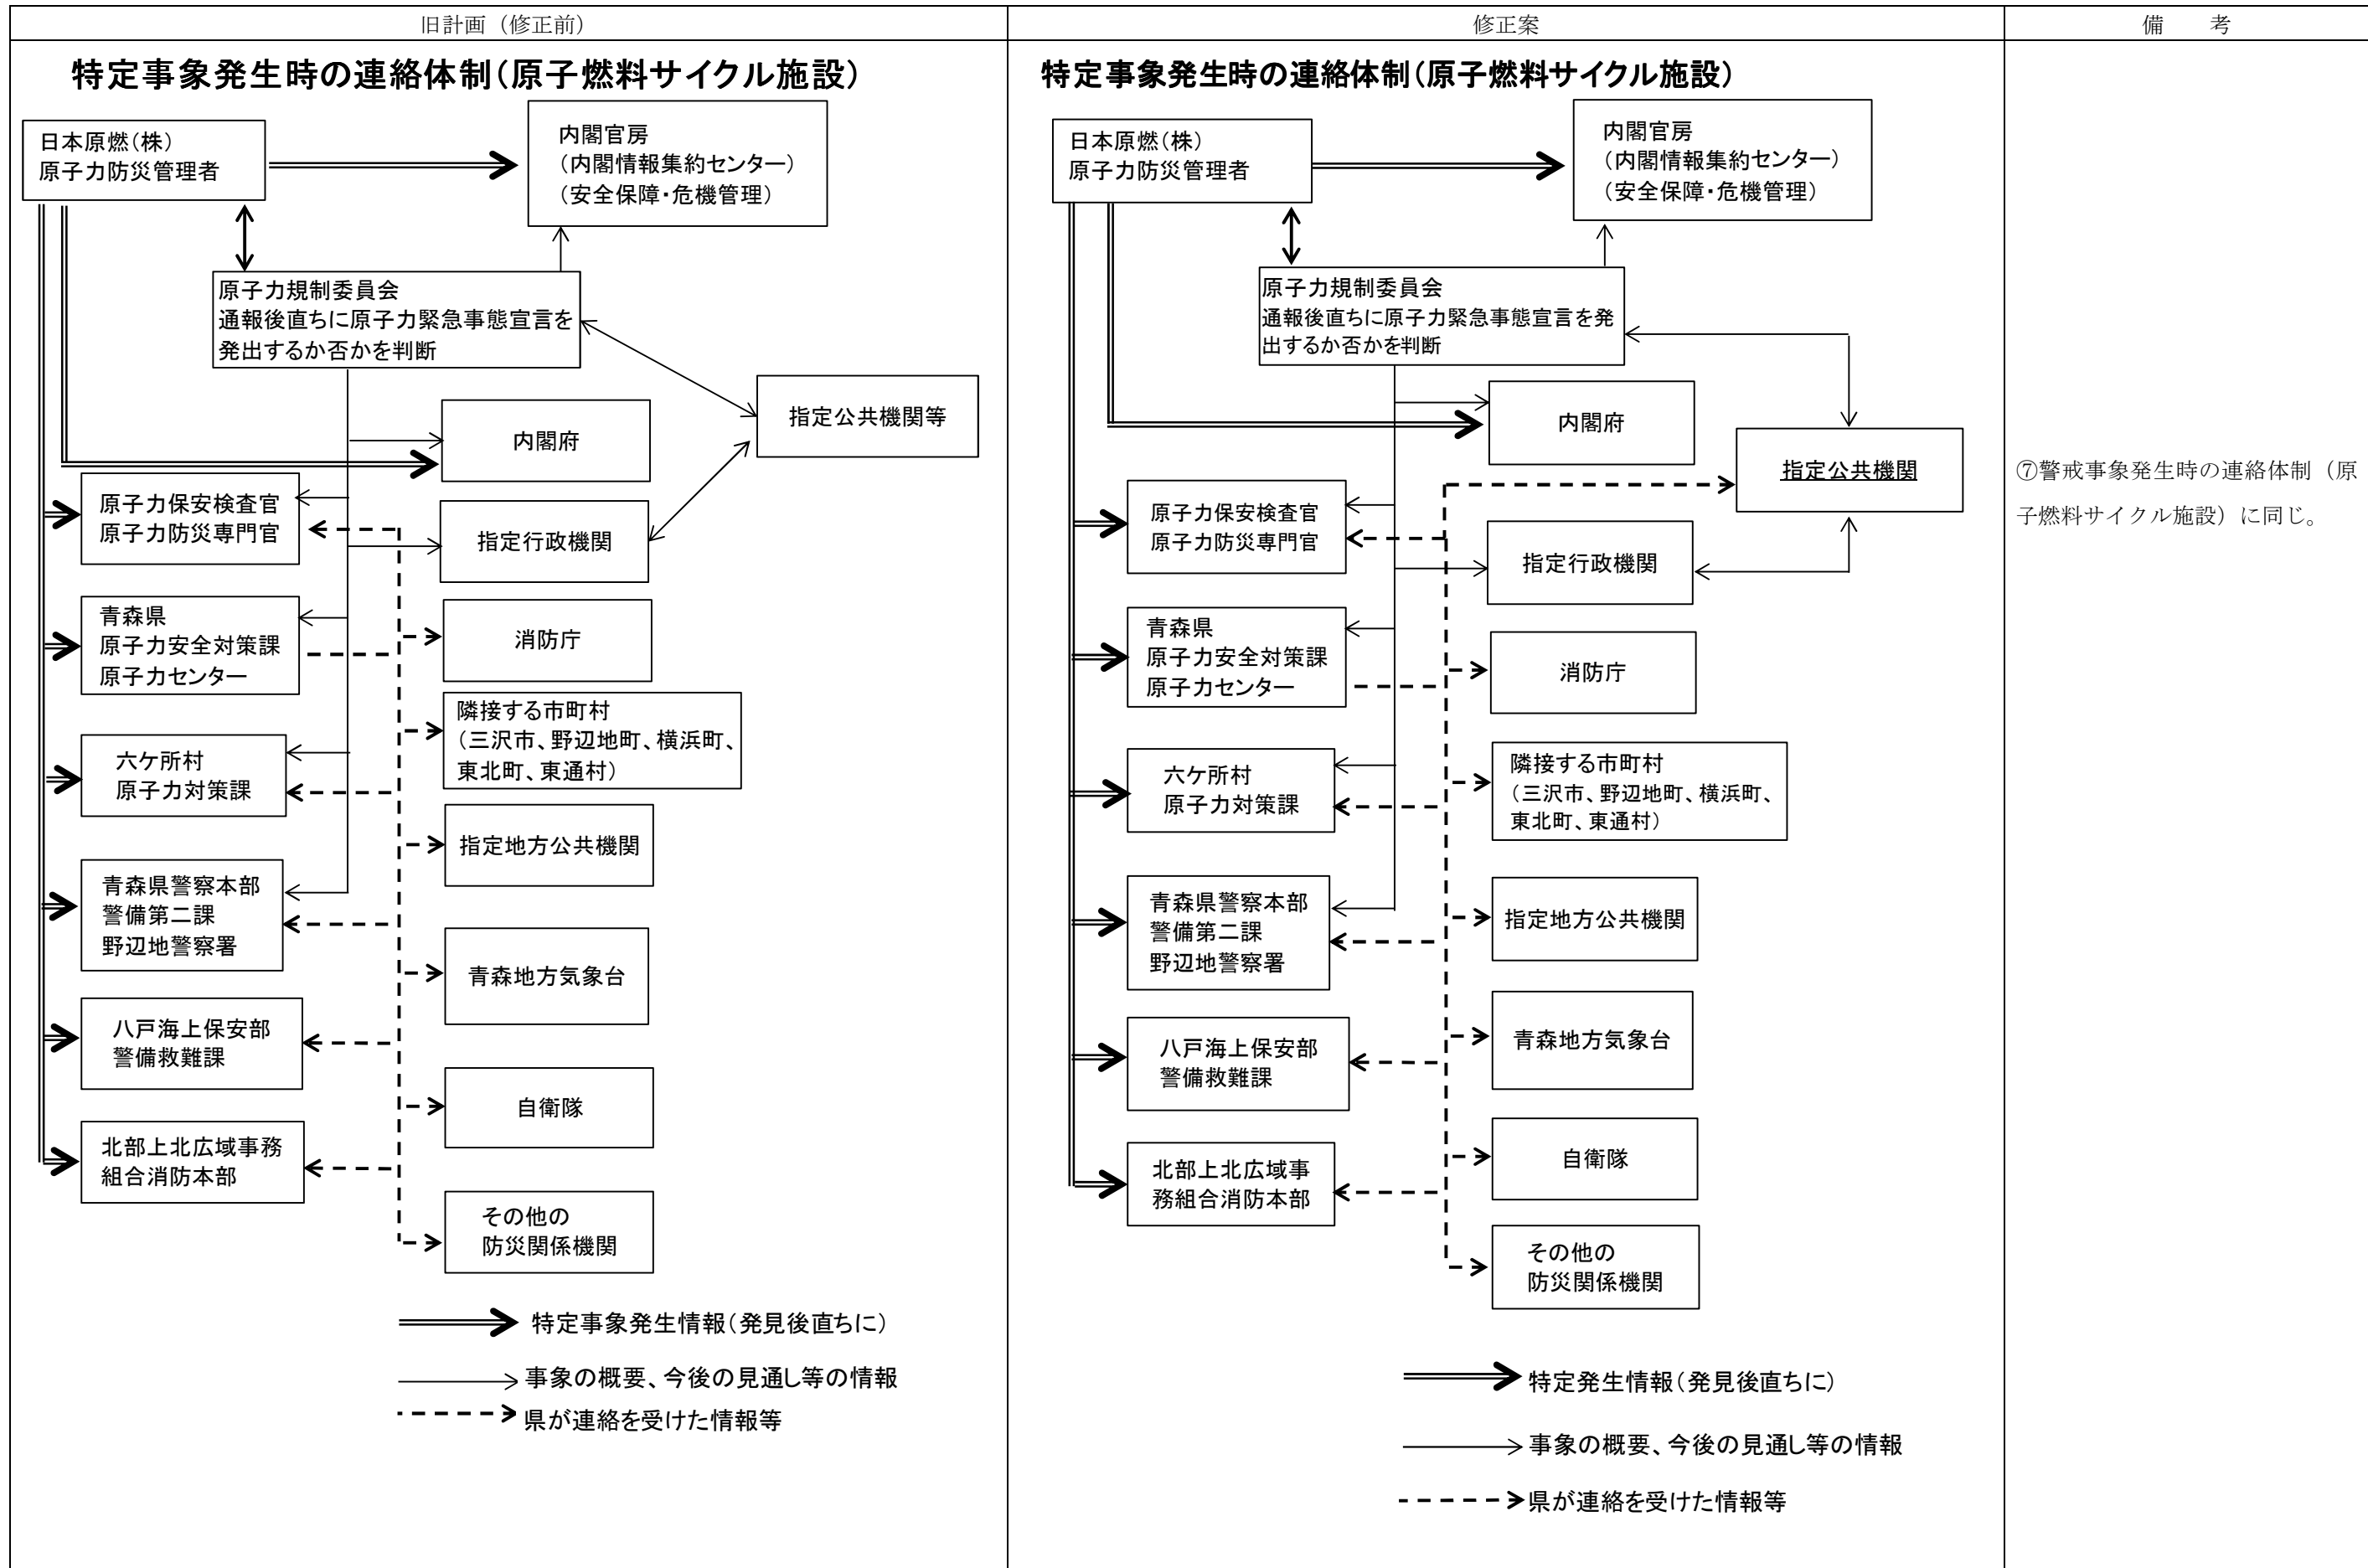 旧計画（修正前）
修正案
備　　考
特定事象発生時の連絡体制（原子燃料サイクル施設）
日本原燃（株）
原子力防災管理者
内閣官房
（内閣情報集約センター）
（安全保障・危機管理）
原子力規制委員会
通報後直ちに原子力緊急事態宣言を
発出するか否かを判断
指定公共機関等
内閣府
原子力保安検査官
原子力防災専門官
指定行政機関
青森県
原子力安全対策課
原子力センター
消防庁
隣接する市町村
（三沢市、野辺地町、横浜町、
東北町、東通村）
六ケ所村
原子力対策課
指定地方公共機関
青森県警察本部
警備第二課
野辺地警察署
青森地方気象台
八戸海上保安部
警備救難課
自衛隊
北部上北広域事務
組合消防本部
その他の
防災関係機関
特定事象発生情報（発見後直ちに）
事象の概要、今後の見通し等の情報
県が連絡を受けた情報等
特定事象発生時の連絡体制（原子燃料サイクル施設）
日本原燃（株）
原子力防災管理者
内閣官房
（内閣情報集約センター）
（安全保障・危機管理）
原子力規制委員会
通報後直ちに原子力緊急事態宣言を発
出するか否かを判断
内閣府
指定公共機関
原子力保安検査官
原子力防災専門官
指定行政機関
青森県
原子力安全対策課
原子力センター
消防庁
隣接する市町村
（三沢市、野辺地町、横浜町、
東北町、東通村）
六ケ所村
原子力対策課
指定地方公共機関
青森県警察本部
警備第二課
野辺地警察署
青森地方気象台
八戸海上保安部
警備救難課
自衛隊
北部上北広域事
務組合消防本部
その他の
防災関係機関
特定発生情報（発見後直ちに）
事象の概要、今後の見通し等の情報
県が連絡を受けた情報等
⑦警戒事象発生時の連絡体制（原
子燃料サイクル施設）に同じ。